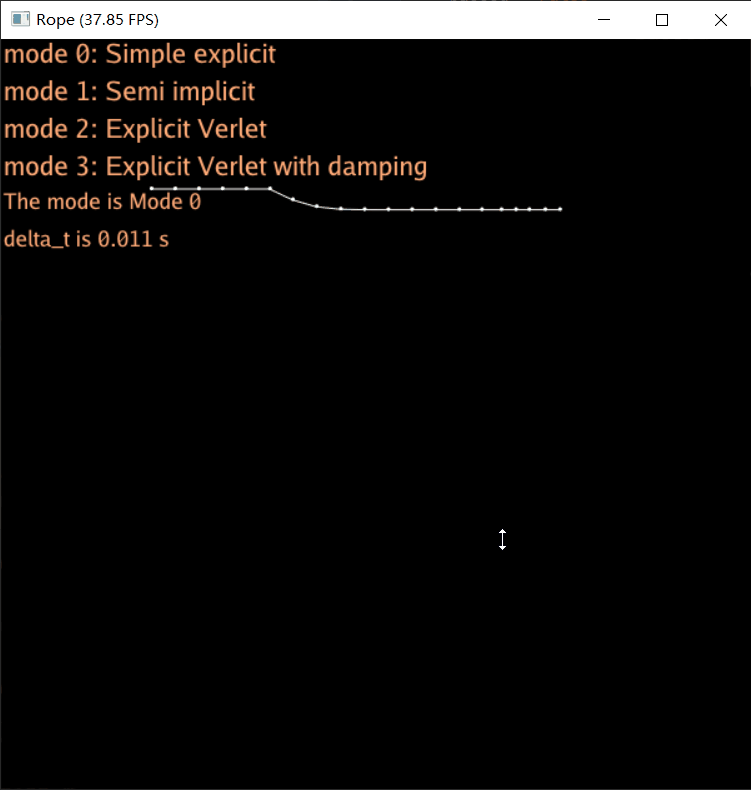 Rope (37.85 FPS)
mode 0: Simple explicit
mode 1: Semi implicit
mode 2: Explicit Verlet
mode 3: Explicit Verlet with damping
The mode is Mode 0
delta_t is 0.011 s